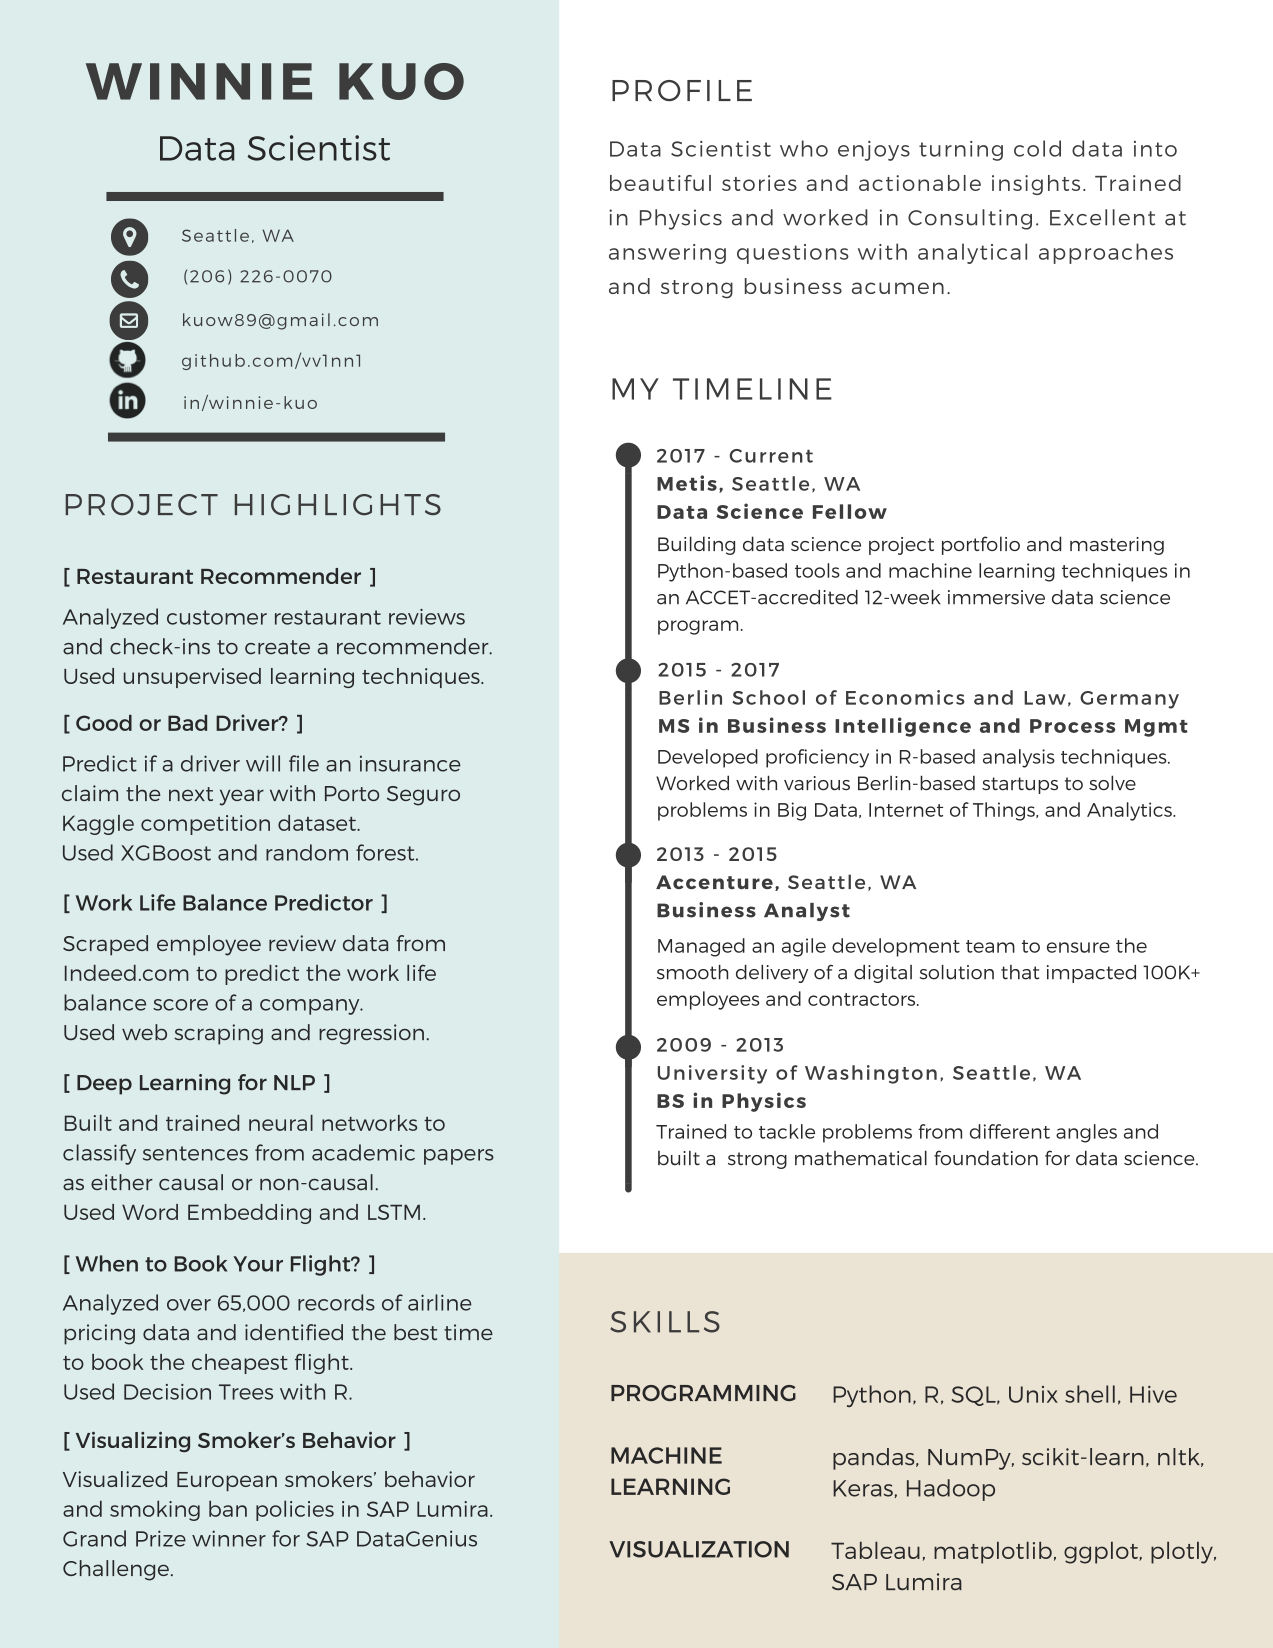 WINNIE KUO
Data Scientist
Seattle, WA
(206) 226-0070
kuow89@gmail.com
github.com/vv1nn1
in/winnie-kuo
PROJECT HIGHLIGHTS
[ Restaurant Recommender ]
Analyzed customer restaurant reviews
and check-ins to create a recommender.
Used unsupervised learning techniques.
[ Good or Bad Driver? ]
Predict if a driver will file an insurance
claim the next year with Porto Seguro
Kaggle competition dataset.
Used XGBoost and random forest.
[ Work Life Balance Predictor ]
Scraped employee review data from
Indeed.com to predict the work life
balance score of a company.
Used web scraping and regression.
[ Deep Learning for NLP ]
Built and trained neural networks to
classify sentences from academic papers
as either causal or non-causal.
Used Word Embedding and LSTM.
[ When to Book Your Flight? ]
Analyzed over 65,000 records of airline
pricing data and identified the best time
to book the cheapest flight.
Used Decision Trees with R.
[ Visualizing Smoker's Behavior ]
Visualized European smokers' behavior
and smoking ban policies in SAP Lumira.
Grand Prize winner for SAP DataGenius
Challenge.
PROFILE
Data Scientist who enjoys turning cold data into
beautiful stories and actionable insights. Trained
in Physics and worked in Consulting. Excellent at
answering questions with analytical approaches
and strong business acumen.
MY TIMELINE
2017 - Current
Metis, Seattle, WA
Data Science Fellow
Building data science project portfolio and mastering
Python-based tools and machine learning techniques in
an ACCET-accredited 12-week immersive data science
program.
2015 - 2017
Berlin School of Economics and Law, Germany
MS in Business Intelligence and Process Mgmt
Developed proficiency in R-based analysis techniques.
Worked with various Berlin-based startups to solve
problems in Big Data, Internet of Things, and Analytics.
2013 - 2015
Accenture, Seattle, WA
Business Analyst
Managed an agile development team to ensure the
smooth delivery of a digital solution that impacted 100K+
employees and contractors.
2009 - 2013
University of Washington, Seattle, WA
BS in Physics
Trained to tackle problems from different angles and
built a strong mathematical foundation for data science.
SKILLS
PROGRAMMING Python, R, SQL, Unix shell, Hive
MACHINE pandas, NumPy, scikit-learn, nltk,
LEARNING Keras, Hadoop
VISUALIZATION Tableau, matplotlib, ggplot, plotly,
SAP Lumira